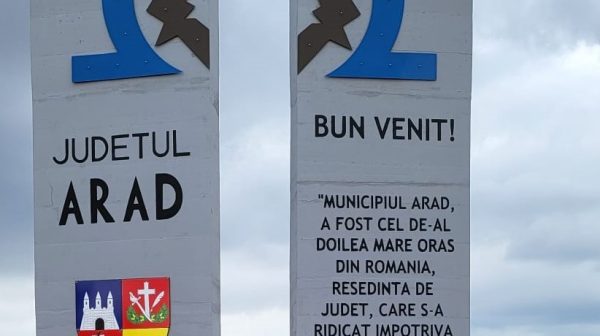 JUDETUL
ARAD
BUN VENIT!
"MUNICIPIUL ARAD,
A FOST CEL DE-AL
DOILEA MARE ORAS
DIN ROMANIA,
RESEDINTA DE
JUDET, CARE S-A
RIDICAT IMPOTRIVA